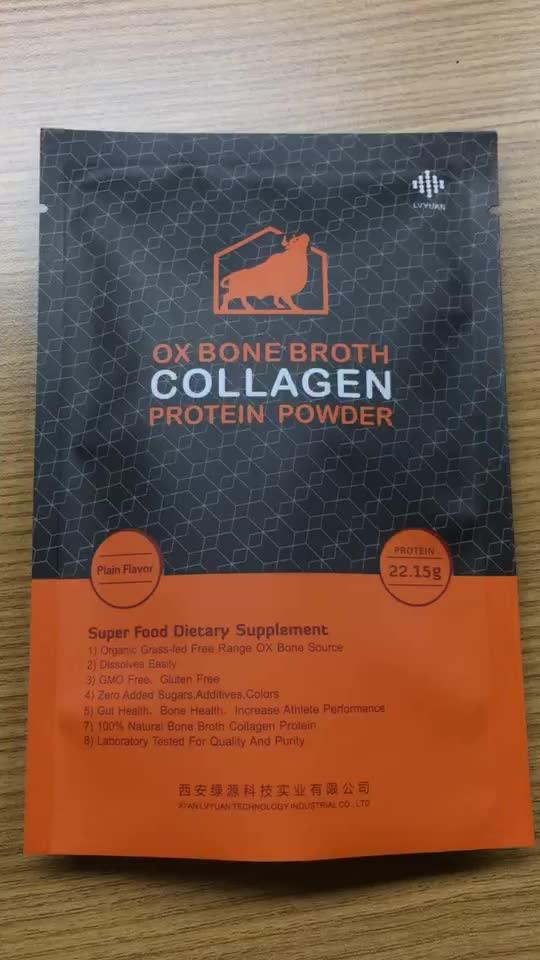 LVYUAN
OX BONE BROTH
COLLAGEN
PROTEIN POWDER
Plain Flavor
PROTEIN
22.15g
Super Food Dietary Supplement
1) Organic Grass-fed Free Range OX Bone Source
2) Dissolves Easily
3) GMO Free、Gluten Free
4) Zero Added Sugars,Additives,Colors
5) Gut Health、Bone Health、Increase Athlete Performance
7) 100% Natural Bone Broth Collagen Protein
8) Laboratory Tested For Quality And Purity
西安绿源科技实业有限公司
XI'AN LVYUAN TECHNOLOGY INDUSTRIAL CO., LTD